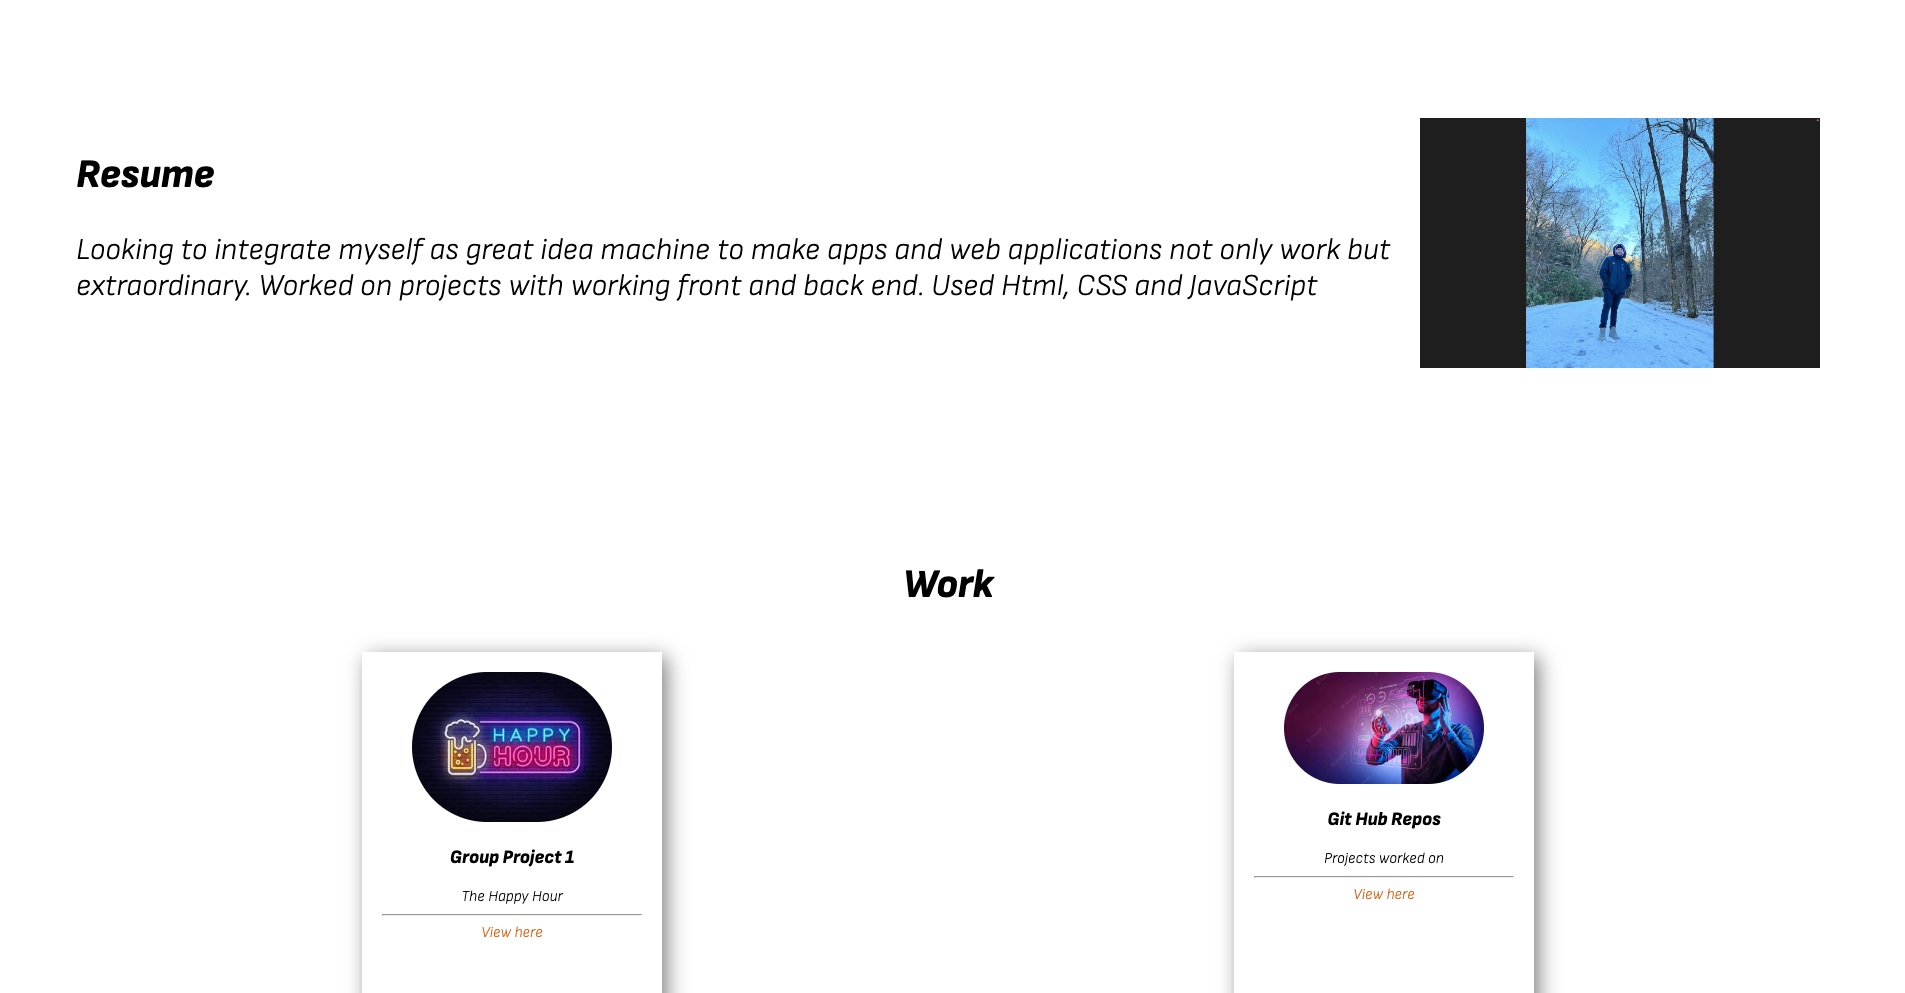 Resume
Looking to integrate myself as great idea machine to make apps and web applications not only work but
extraordinary. Worked on projects with working front and back end. Used Html, CSS and JavaScript
Work
HAPPY
HOUR
Group Project 1
The Happy Hour
View here
Git Hub Repos
Projects worked on
View here